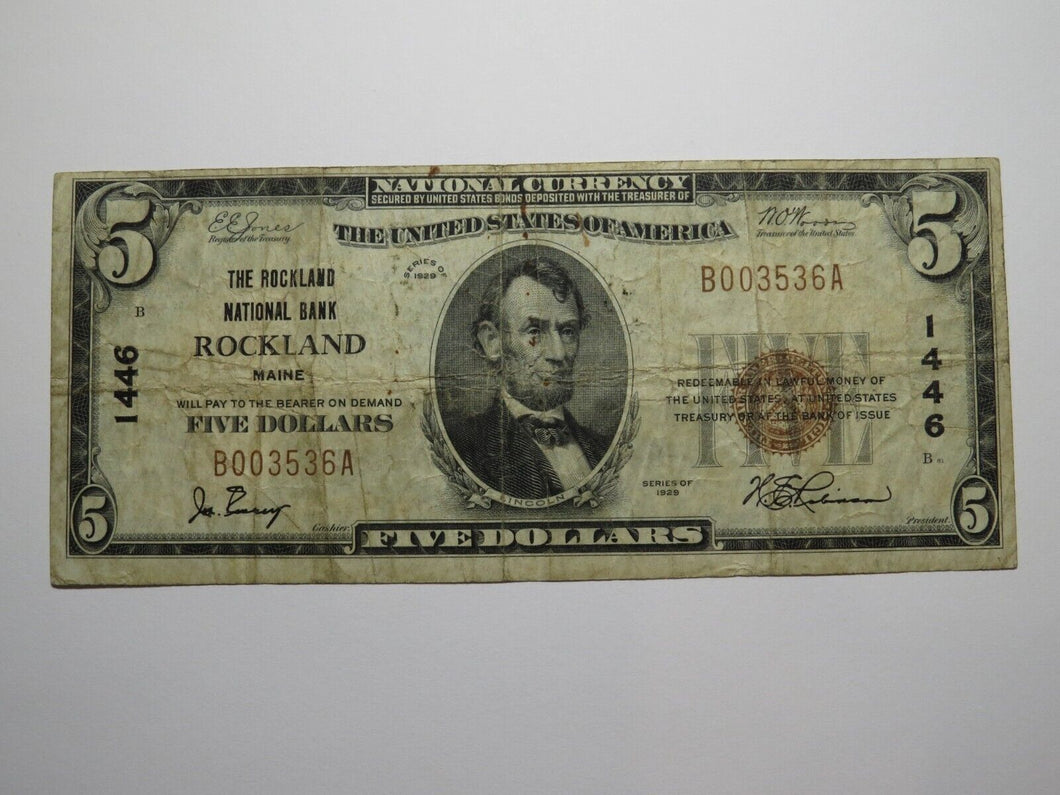 NATIONAL CURRENCY
SECURED BY UNITED STATES BONDS DEPOSITED WITH THE TREASURER OF
THE UNITED STATES OF AMERICA
5
5
E E Jones
Register of the Treasury
W O Woods
Treasurer of the United States
SERIES OF
1929
THE ROCKLAND
NATIONAL BANK
ROCKLAND
MAINE
WILL PAY TO THE BEARER ON DEMAND
FIVE DOLLARS
B003536A
B
1446
B003536A
FIVE
REDEEMABLE IN LAWFUL MONEY OF
THE UNITED STATES, AT UNITED STATES
TREASURY OR AT THE BANK OF ISSUE
1446
B
SERIES OF
1929
LINCOLN
Cashier.
Robinson
President.
5
FIVE DOLLARS
5